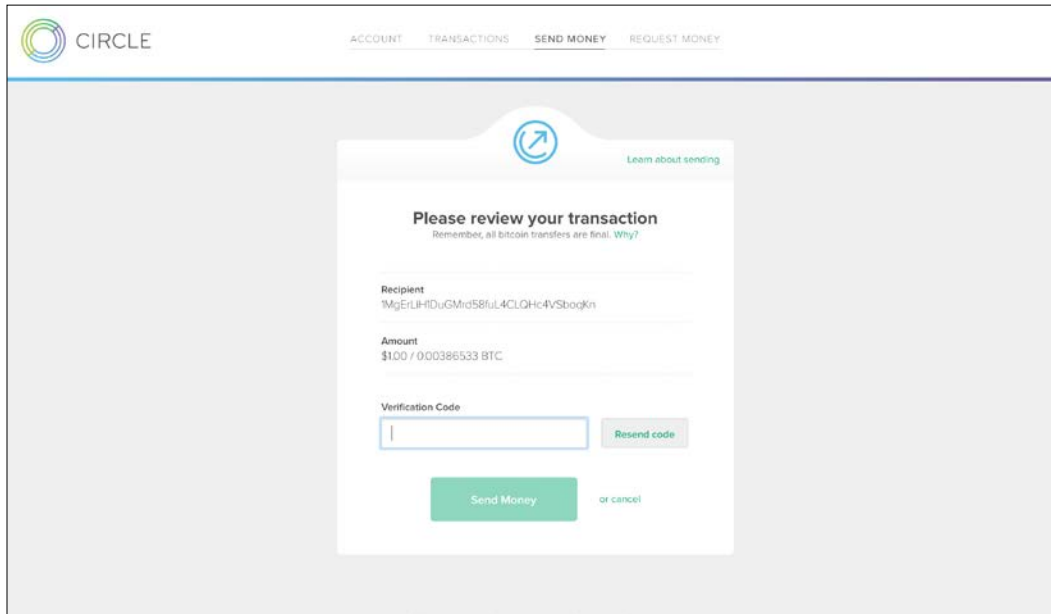 CIRCLE
ACCOUNT TRANSACTIONS SEND MONEY REQUEST MONEY
Learn about sending
Please review your transaction
Remember, all bitcoin transfers are final. Why?
Recipient
1MgErLiH1DuGMrd58fuL4CLQHc4VSboqKn
Amount
$1.00 / 0.00386533 BTC
Verification Code
Resend code
Send Money or cancel